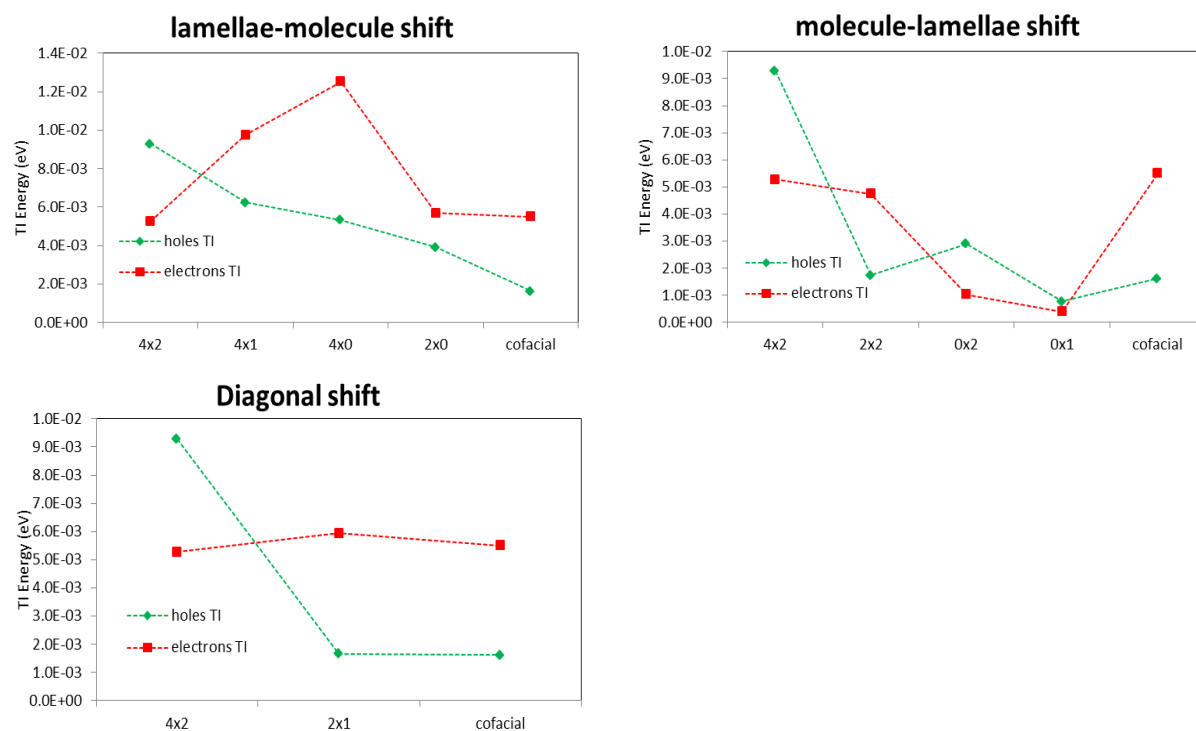 lamellae-molecule shift
TI Energy (eV)
1.4E-02
1.2E-02
1.0E-02
8.0E-03
6.0E-03
4.0E-03
2.0E-03
0.0E+00
holes TI
electrons TI
4x2 4x1 4x0 2x0 cofacial
molecule-lamellae shift
TI Energy (eV)
1.0E-02
9.0E-03
8.0E-03
7.0E-03
6.0E-03
5.0E-03
4.0E-03
3.0E-03
2.0E-03
1.0E-03
0.0E+00
holes TI
electrons TI
4x2 2x2 0x2 0x1 cofacial
Diagonal shift
TI Energy (eV)
1.0E-02
9.0E-03
8.0E-03
7.0E-03
6.0E-03
5.0E-03
4.0E-03
3.0E-03
2.0E-03
1.0E-03
0.0E+00
holes TI
electrons TI
4x2 2x1 cofacial